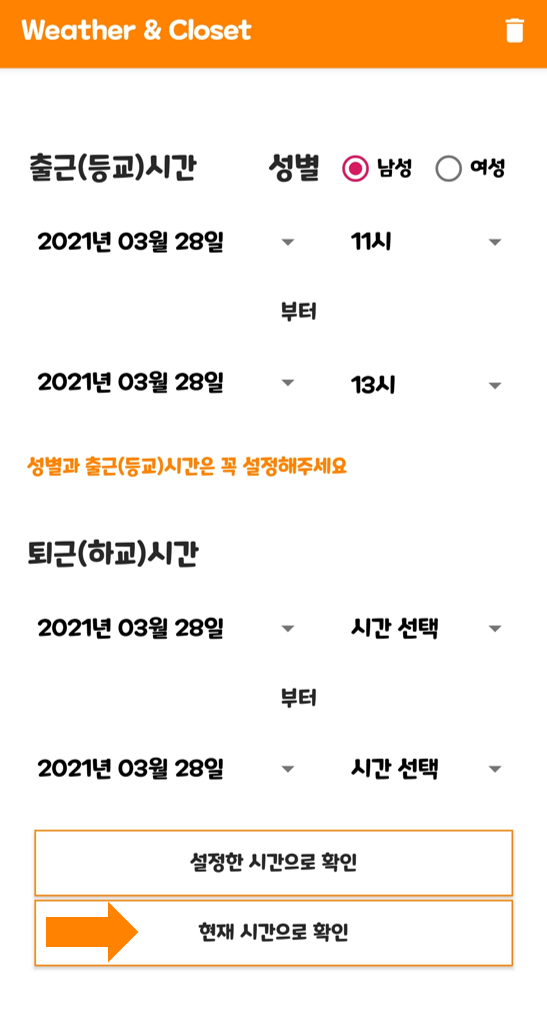 Weather & Closet
출근(등교)시간 성별 남성 여성
2021년 03월 28일 11시
부터
2021년 03월 28일 13시
성별과 출근(등교)시간은 꼭 설정해주세요
퇴근(하교)시간
2021년 03월 28일 시간 선택
부터
2021년 03월 28일 시간 선택
설정한 시간으로 확인
현재 시간으로 확인